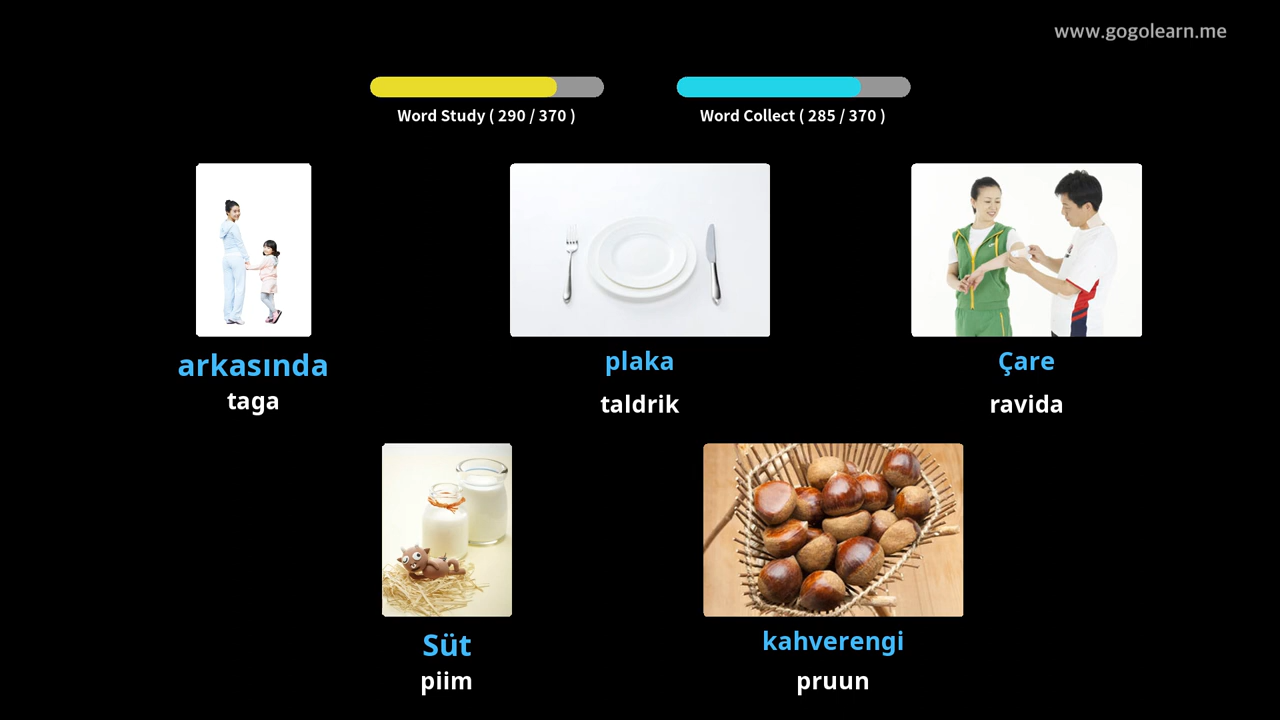 www.gogolearn.me
Word Study ( 290 / 370 )
Word Collect ( 285 / 370 )
arkasında
taga
plaka
taldrik
Çare
ravida
Süt
piim
kahverengi
pruun